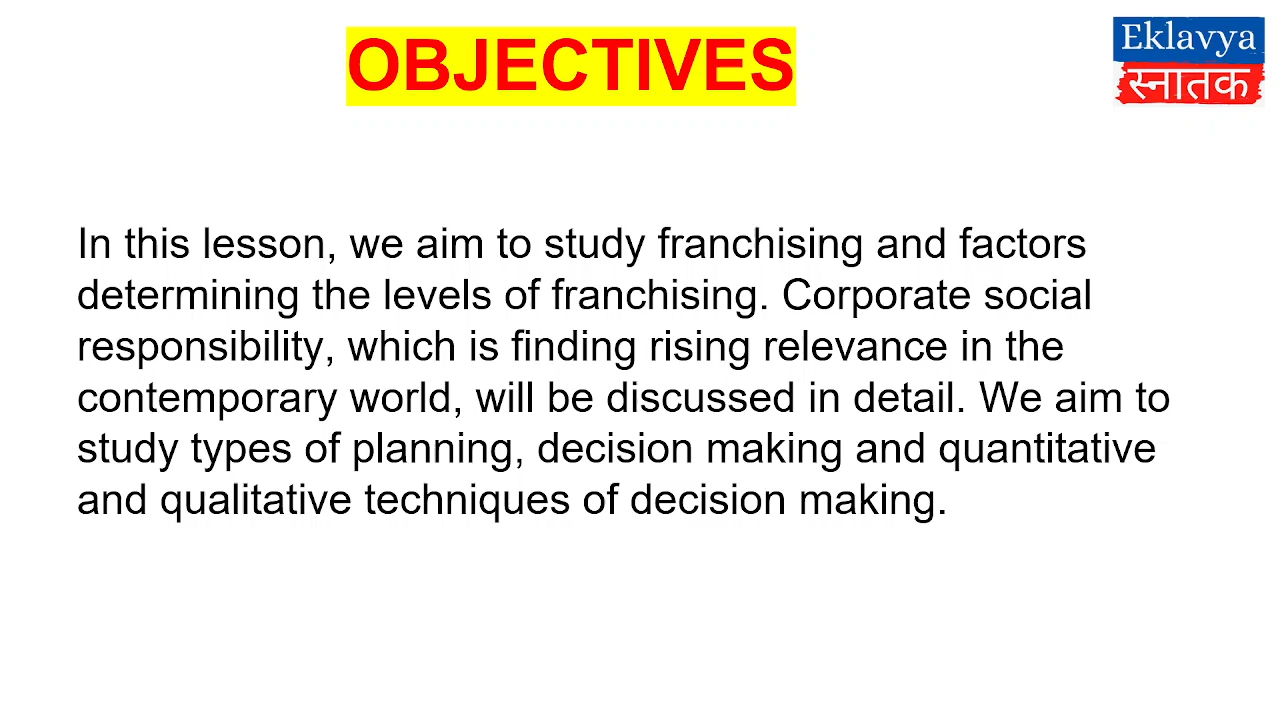 OBJECTIVES
Eklavya
स्नातक
In this lesson, we aim to study franchising and factors
determining the levels of franchising. Corporate social
responsibility, which is finding rising relevance in the
contemporary world, will be discussed in detail. We aim to
study types of planning, decision making and quantitative
and qualitative techniques of decision making.